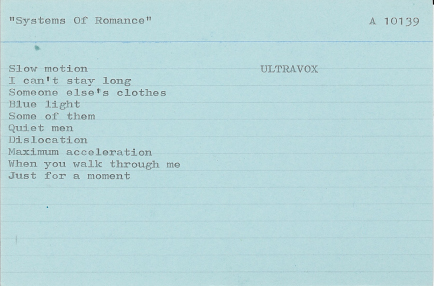 "Systems Of Romance" A 10139
Slow motion ULTRAVOX
I can't stay long
Someone else's clothes
Blue light
Some of them
Quiet men
Dislocation
Maximum acceleration
When you walk through me
Just for a moment